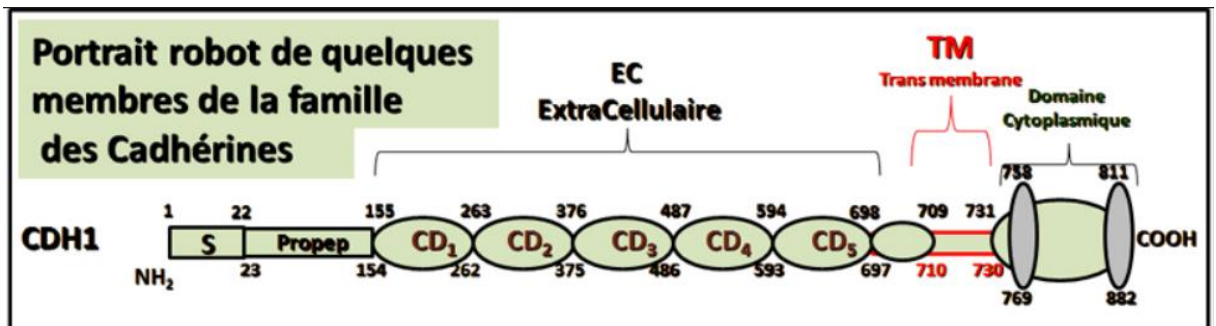 Portrait robot de quelques
membres de la famille
des Cadhérines
EC
ExtraCellulaire
TM
Trans membrane
Domaine
Cytoplasmique
758 811
1 22 155 263 376 487 594 698 709 731
CDH1 S Propep CD1 CD2 CD3 CD4 CD5 COOH
NH2 23 154 262 375 486 593 697 710 730
769 882